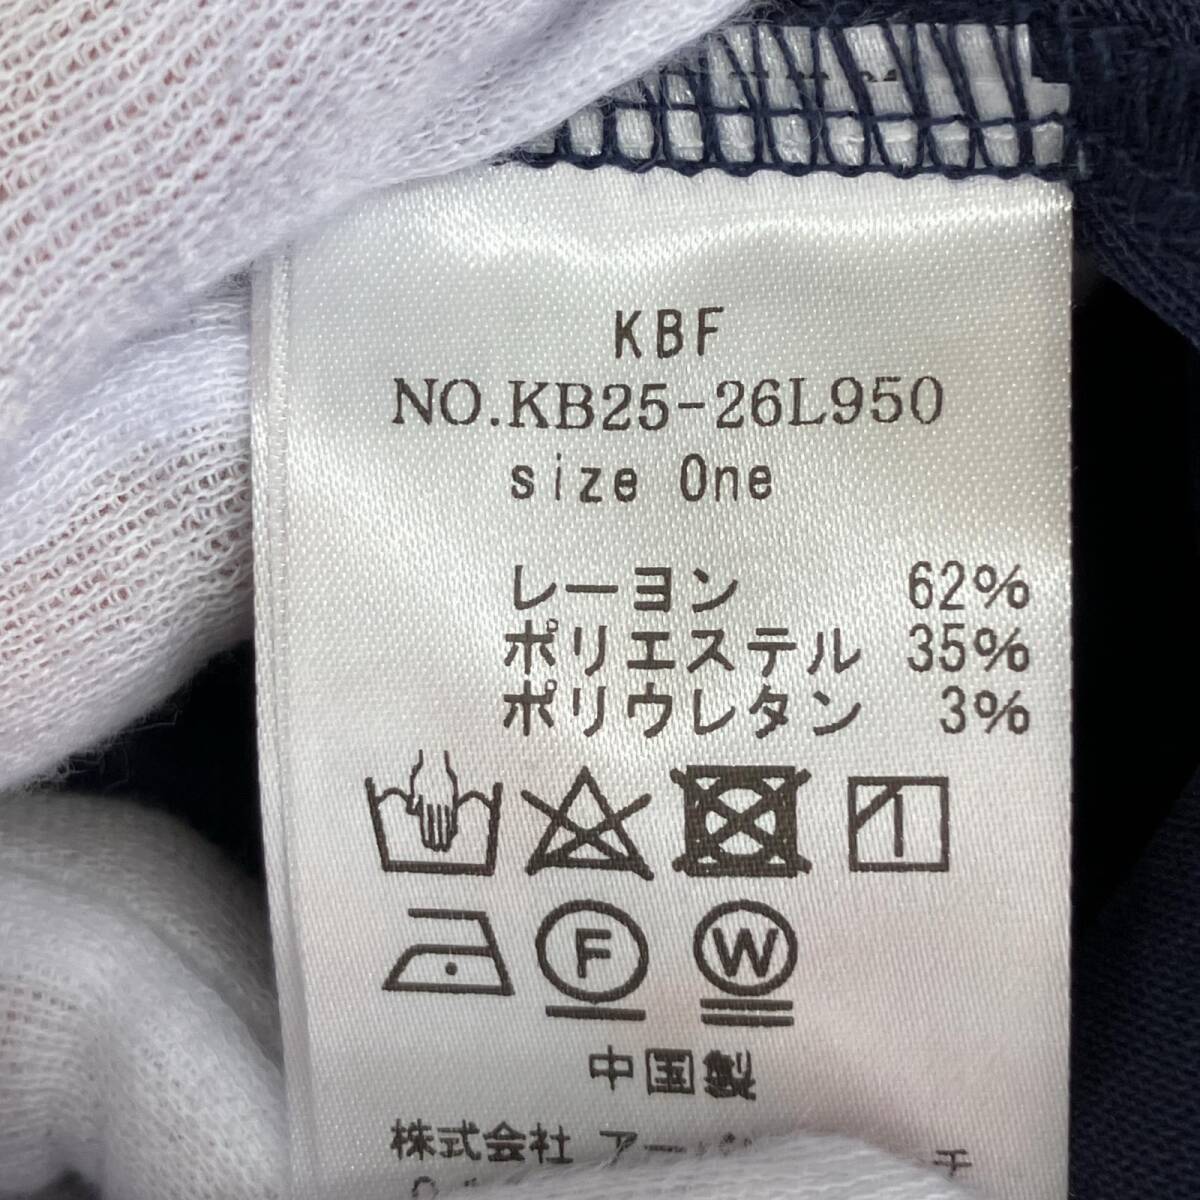 KBF
NO.KB25-26L950
size One
レーヨン 62%
ポリエステル 35%
ポリウレタン 3%
F W
中国製
株式会社